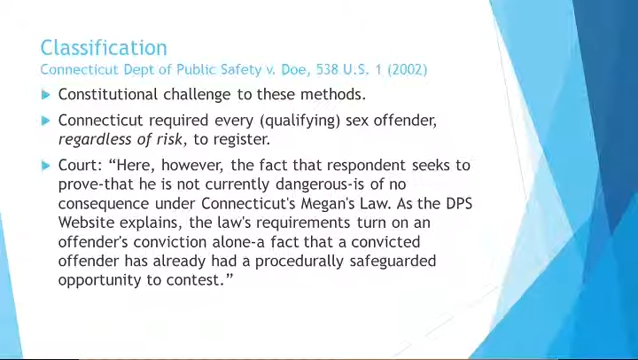 Classification
Connecticut Dept of Public Safety v. Doe, 538 U.S. 1 (2002)
Constitutional challenge to these methods.
Connecticut required every (qualifying) sex offender,
regardless of risk, to register.
Court: “Here, however, the fact that respondent seeks to
prove-that he is not currently dangerous-is of no
consequence under Connecticut's Megan's Law. As the DPS
Website explains, the law's requirements turn on an
offender's conviction alone-a fact that a convicted
offender has already had a procedurally safeguarded
opportunity to contest.”